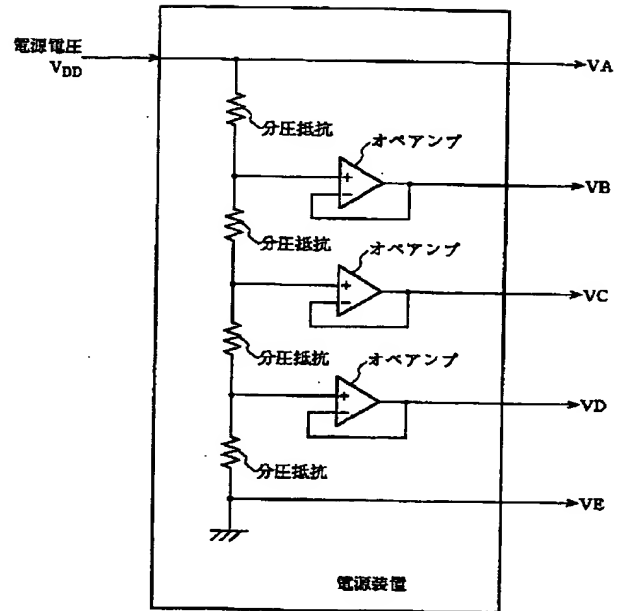 電源電圧
VDD
VA
分圧抵抗
オペアンプ
+
−
VB
分圧抵抗
オペアンプ
+
−
VC
分圧抵抗
オペアンプ
+
−
VD
分圧抵抗
VE
電源装置